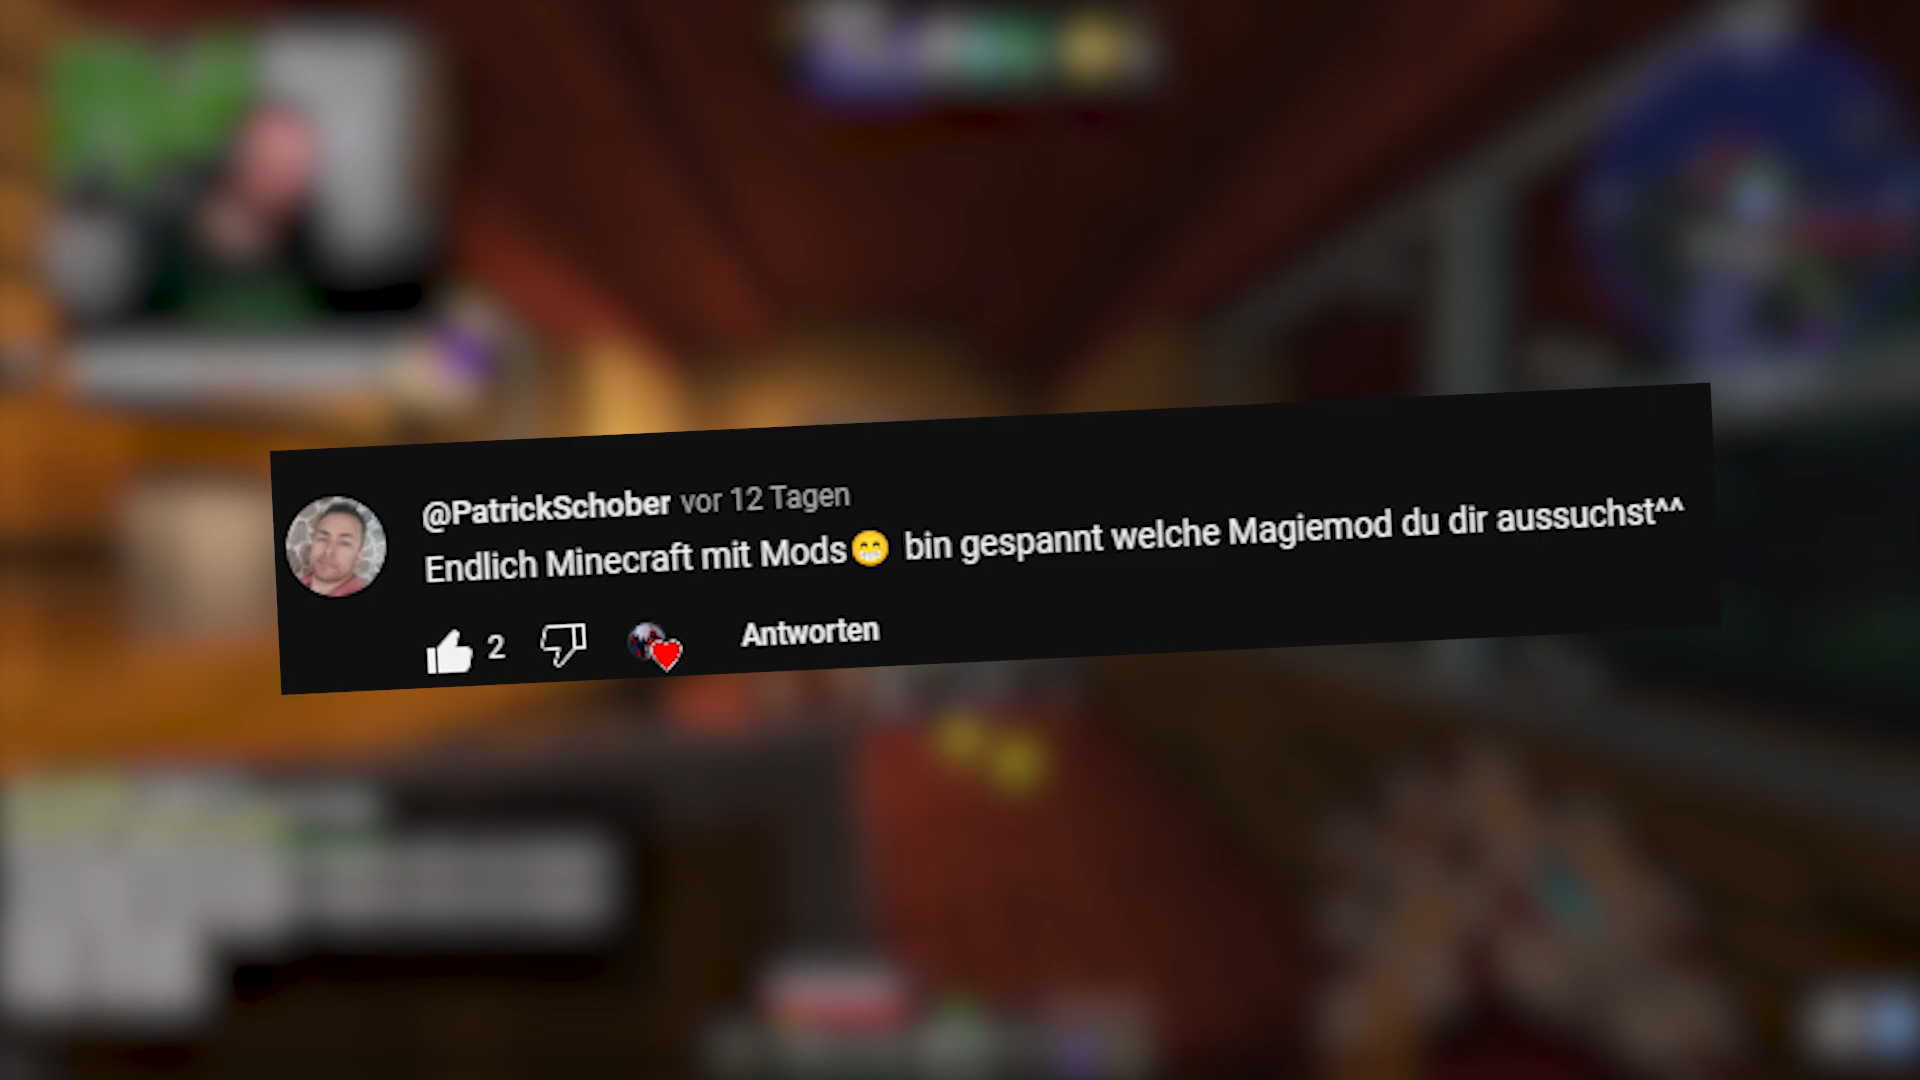 @PatrickSchober vor 12 Tagen
Endlich Minecraft mit Mods😁 bin gespannt welche Magiemod du dir aussuchst^^
2
Antworten